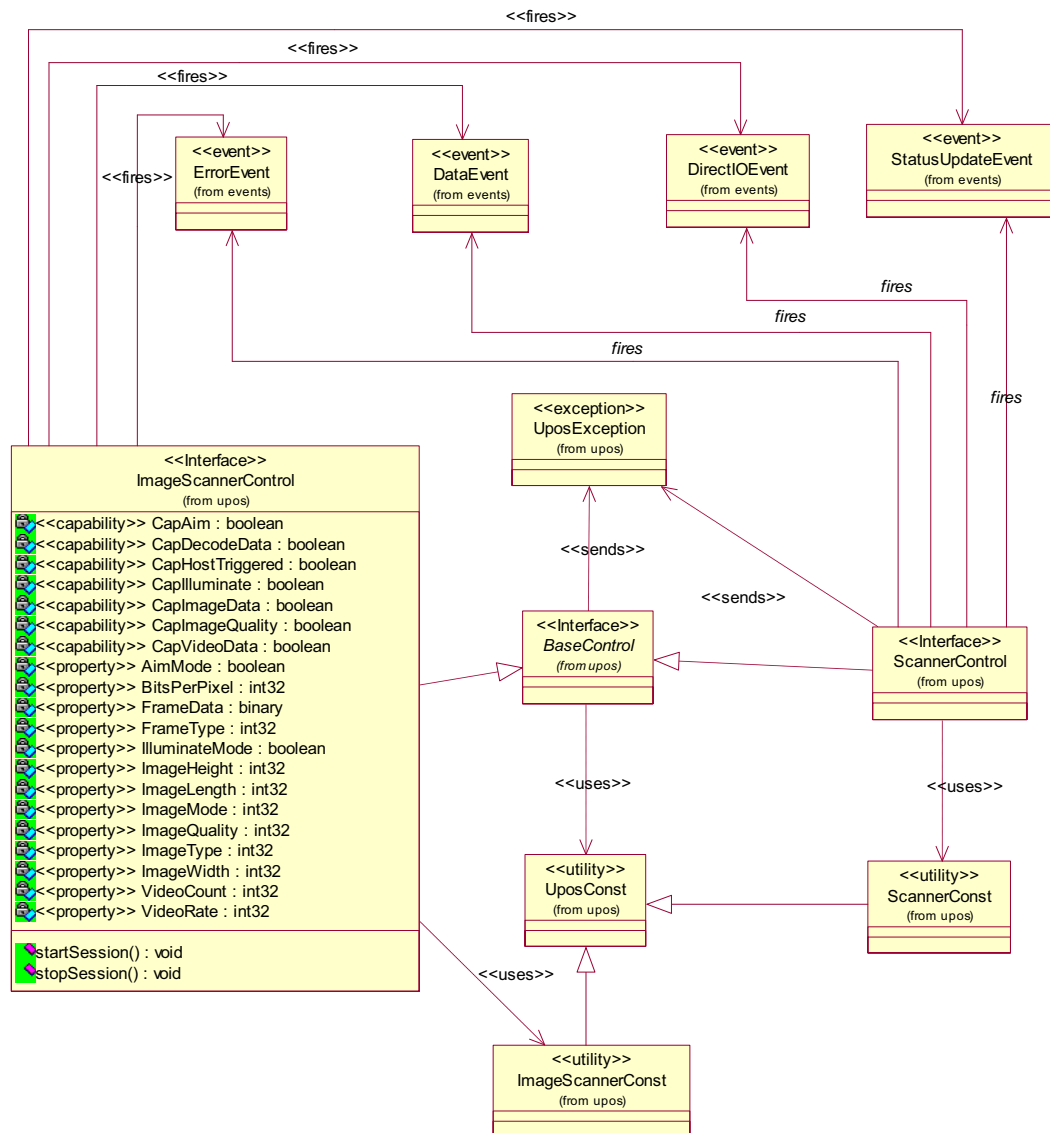 <<fires>>
<<fires>>
<<fires>>
<<fires>>
<<event>>
ErrorEvent
(from events)
<<event>>
DataEvent
(from events)
<<event>>
DirectIOEvent
(from events)
<<event>>
StatusUpdateEvent
(from events)
fires
fires
fires
fires
<<exception>>
UposException
(from upos)
<<Interface>>
ImageScannerControl
(from upos)
<<capability>> CapAim : boolean
<<capability>> CapDecodeData : boolean
<<capability>> CapHostTriggered : boolean
<<capability>> CapIlluminate : boolean
<<capability>> CapImageData : boolean
<<capability>> CapImageQuality : boolean
<<capability>> CapVideoData : boolean
<<property>> AimMode : boolean
<<property>> BitsPerPixel : int32
<<property>> FrameData : binary
<<property>> FrameType : int32
<<property>> IlluminateMode : boolean
<<property>> ImageHeight : int32
<<property>> ImageLength : int32
<<property>> ImageMode : int32
<<property>> ImageQuality : int32
<<property>> ImageType : int32
<<property>> ImageWidth : int32
<<property>> VideoCount : int32
<<property>> VideoRate : int32
startSession() : void
stopSession() : void
<<sends>>
<<sends>>
<<Interface>>
BaseControl
(from upos)
<<Interface>>
ScannerControl
(from upos)
<<uses>>
<<uses>>
<<utility>>
UposConst
(from upos)
<<utility>>
ScannerConst
(from upos)
<<uses>>
<<utility>>
ImageScannerConst
(from upos)